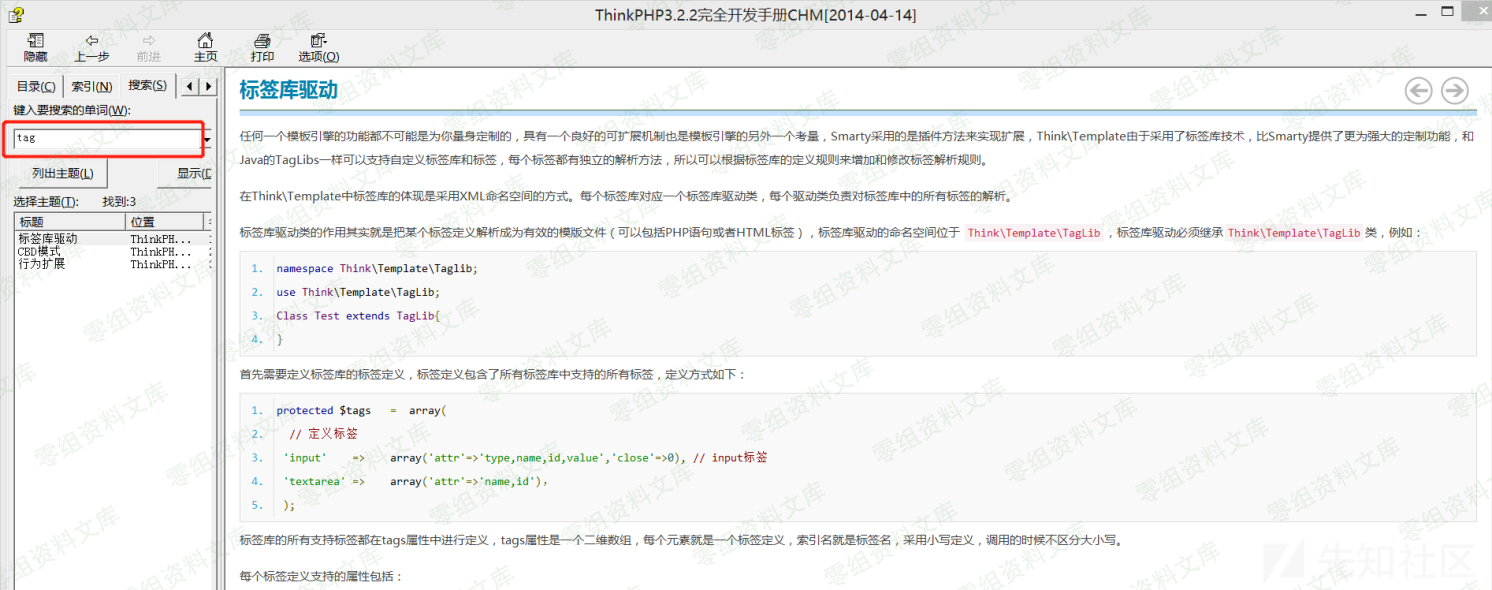 ThinkPHP3.2.2完全开发手册CHM[2014-04-14]
隐藏 上一步 前进 主页 打印 选项(O)
目录(C) 索引(N) 搜索(S)
键入要搜索的单词(W):
tag
列出主题(L) 显示(D
选择主题(T): 找到:3
标题 位置
标签库驱动 ThinkPH...
CBD模式 ThinkPH...
行为扩展 ThinkPH...
标签库驱动
任何一个模板引擎的功能都不可能是为你量身定制的，具有一个良好的可扩展机制也是模板引擎的另外一个考量，Smarty采用的是插件方法来实现扩展，Think\Template由于采用了标签库技术，比Smarty提供了更为强大的定制功能，和
Java的TagLibs一样可以支持自定义标签库和标签，每个标签都有独立的解析方法，所以可以根据标签库的定义规则来增加和修改标签解析规则。
在Think\Template中标签库的体现是采用XML命名空间的方式。每个标签库对应一个标签库驱动类，每个驱动类负责对标签库中的所有标签的解析。
标签库驱动类的作用其实就是把某个标签定义解析成为有效的模版文件（可以包括PHP语句或者HTML标签），标签库驱动的命名空间位于 Think\Template\TagLib ，标签库驱动必须继承 Think\Template\TagLib 类，例如：
1. namespace Think\Template\Taglib;
2. use Think\Template\TagLib;
3. Class Test extends TagLib{
4. }
首先需要定义标签库的标签定义，标签定义包含了所有标签库中支持的所有标签，定义方式如下：
1. protected $tags = array(
2. // 定义标签
3. 'input' => array('attr'=>'type,name,id,value','close'=>0), // input标签
4. 'textarea' => array('attr'=>'name,id'),
5. );
标签库的所有支持标签都在tags属性中进行定义，tags属性是一个二维数组，每个元素就是一个标签定义，索引名就是标签名，采用小写定义，调用的时候不区分大小写。
每个标签定义支持的属性包括：
零组资料文库
先知社区